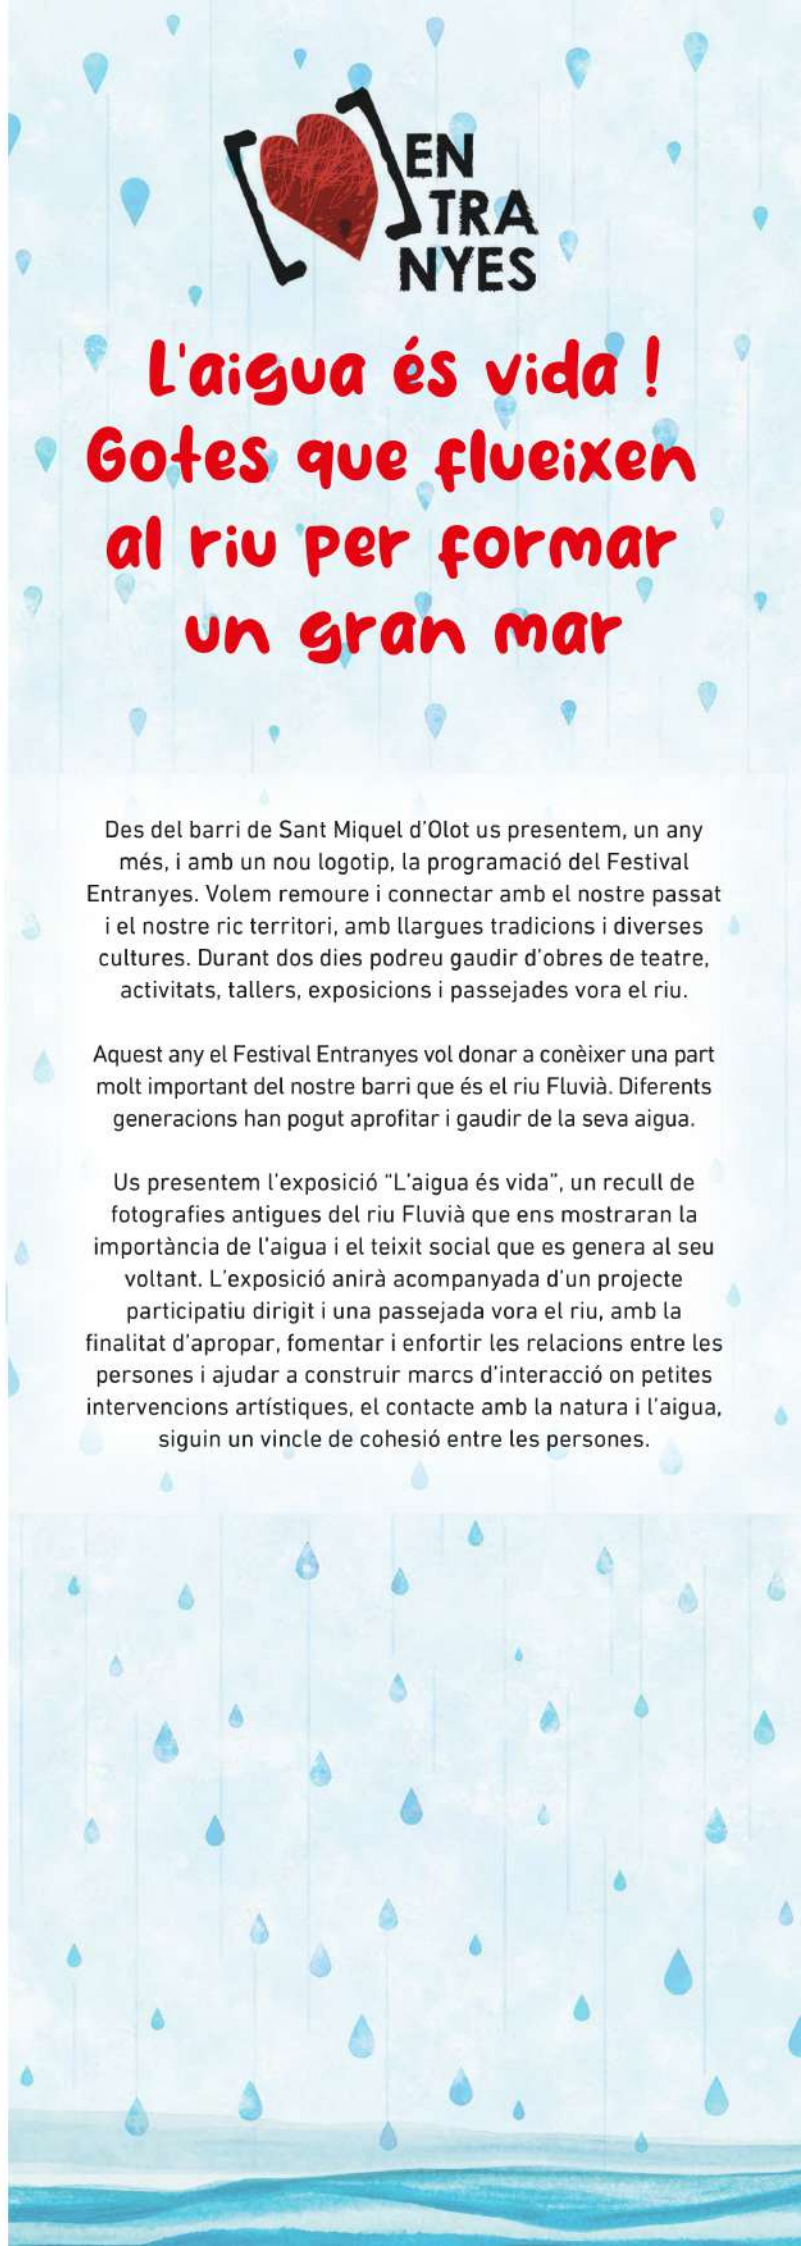 EN
TRA
NYES
L'aigua és vida !
Gotes que flueixen
al riu per formar
un gran mar
Des del barri de Sant Miquel d'Olot us presentem, un any
més, i amb un nou logotip, la programació del Festival
Entranyes. Volem remoure i connectar amb el nostre passat
i el nostre ric territori, amb llargues tradicions i diverses
cultures. Durant dos dies podreu gaudir d'obres de teatre,
activitats, tallers, exposicions i passejades vora el riu.
Aquest any el Festival Entranyes vol donar a conèixer una part
molt important del nostre barri que és el riu Fluvià. Diferents
generacions han pogut aprofitar i gaudir de la seva aigua.
Us presentem l'exposició "L'aigua és vida", un recull de
fotografies antigues del riu Fluvià que ens mostraran la
importància de l'aigua i el teixit social que es genera al seu
voltant. L'exposició anirà acompanyada d'un projecte
participatiu dirigit i una passejada vora el riu, amb la
finalitat d'apropar, fomentar i enfortir les relacions entre les
persones i ajudar a construir marcs d'interacció on petites
intervencions artístiques, el contacte amb la natura i l'aigua,
siguin un vincle de cohesió entre les persones.